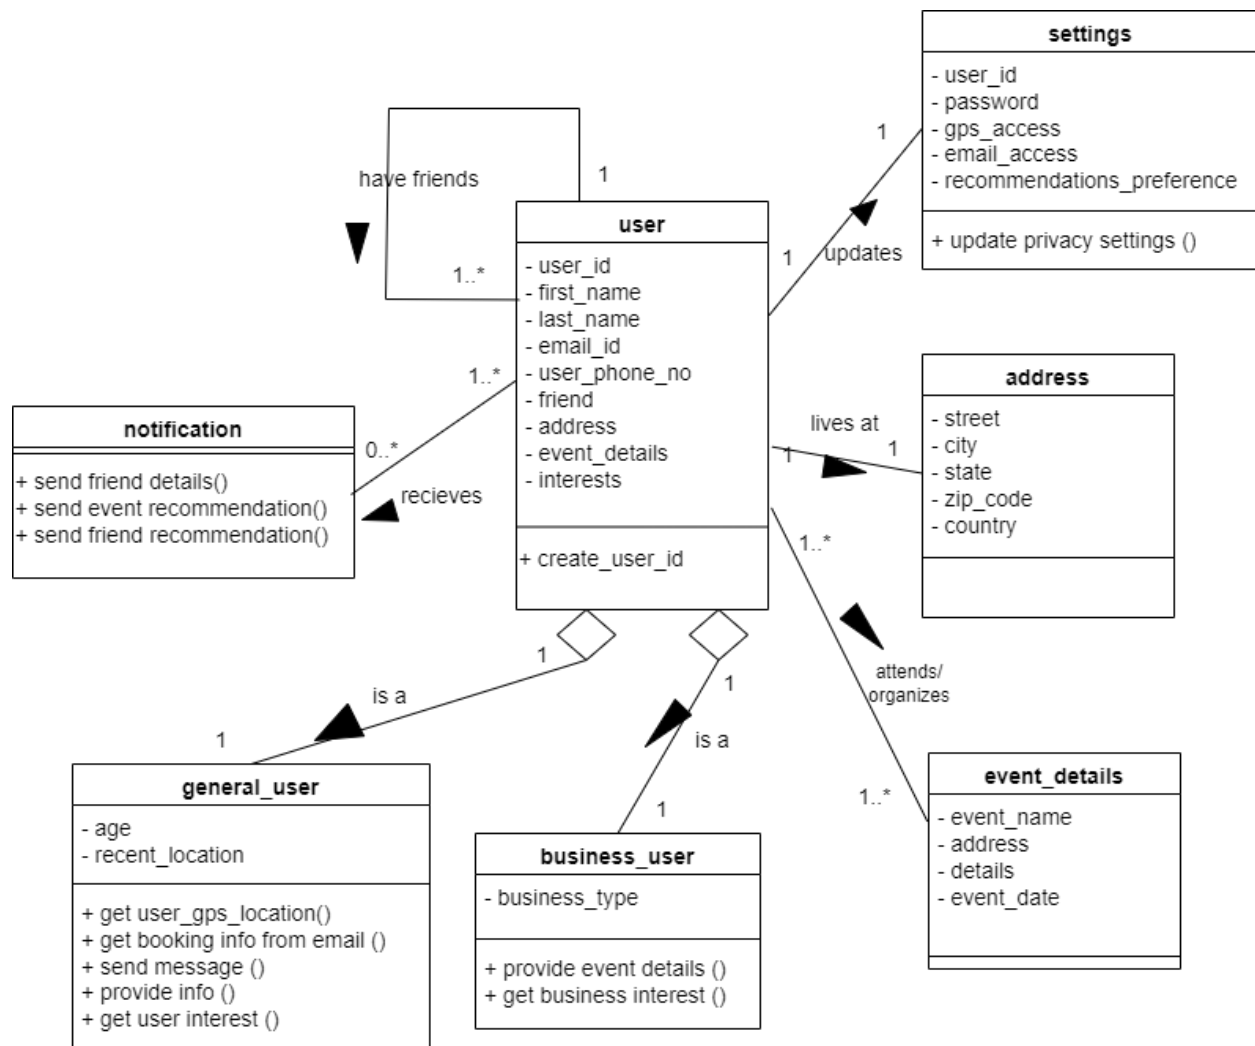 settings
- user_id
- password
- gps_access
- email_access
- recommendations_preference
+ update privacy settings ()
1
1
updates
have friends
1
1..*
user
- user_id
- first_name
- last_name
- email_id
- user_phone_no
- friend
- address
- event_details
- interests
+ create_user_id
address
- street
- city
- state
- zip_code
- country
lives at
1
1
1..*
0..*
recieves
notification
+ send friend details()
+ send event recommendation()
+ send friend recommendation()
1..*
attends/
organizes
1..*
1
is a
1
1
is a
1
general_user
- age
- recent_location
+ get user_gps_location()
+ get booking info from email ()
+ send message ()
+ provide info ()
+ get user interest ()
business_user
- business_type
+ provide event details ()
+ get business interest ()
event_details
- event_name
- address
- details
- event_date